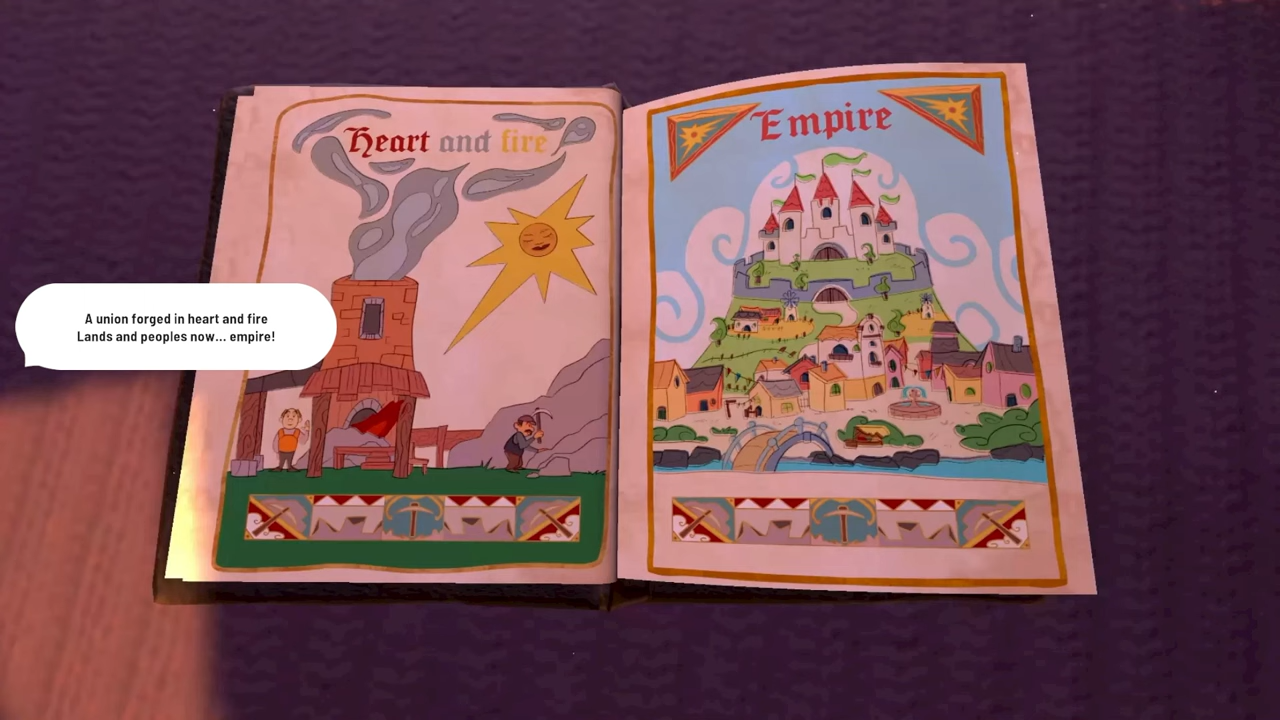 Heart and fire
Empire
A union forged in heart and fire
Lands and peoples now... empire!